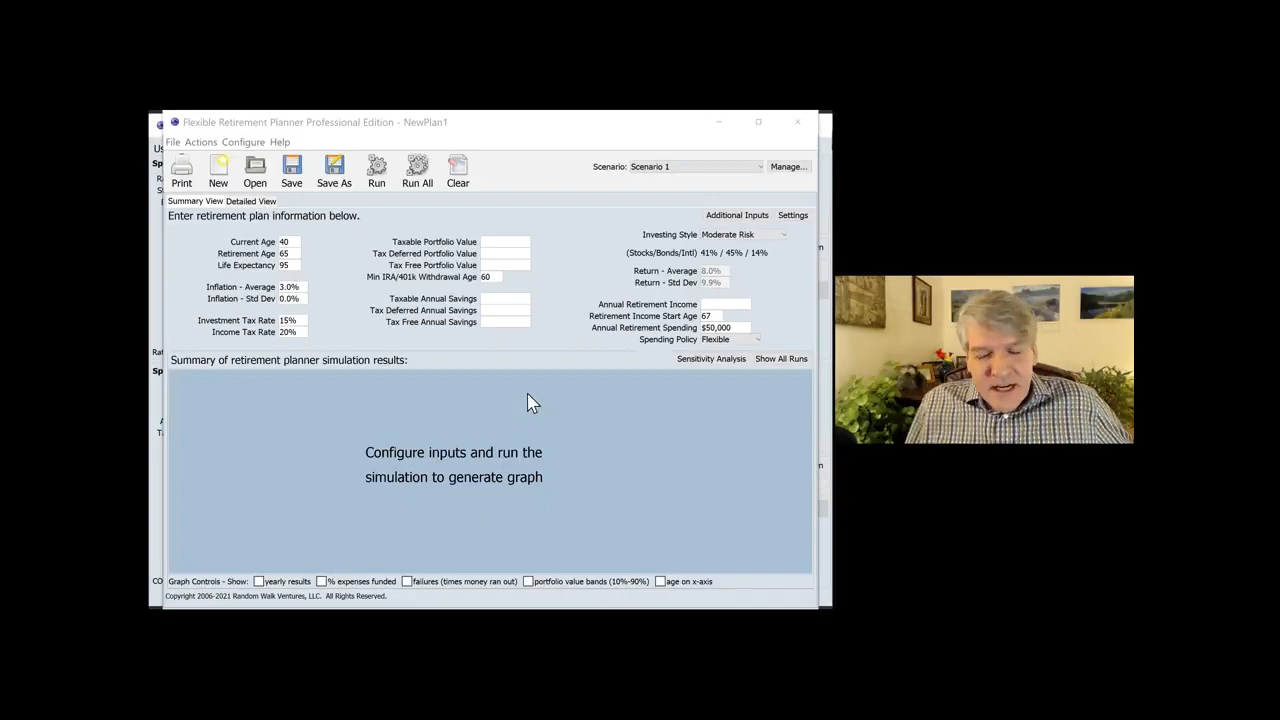 Flexible Retirement Planner Professional Edition - NewPlan1
File Actions Configure Help
Print New Open Save Save As Run Run All Clear
Scenario: Scenario 1 Manage...
Summary View Detailed View
Enter retirement plan information below.
Additional Inputs Settings
Current Age 40
Retirement Age 65
Life Expectancy 95
Inflation - Average 3.0%
Inflation - Std Dev 0.0%
Investment Tax Rate 15%
Income Tax Rate 20%
Taxable Portfolio Value
Tax Deferred Portfolio Value
Tax Free Portfolio Value
Min IRA/401k Withdrawal Age 60
Taxable Annual Savings
Tax Deferred Annual Savings
Tax Free Annual Savings
Investing Style Moderate Risk
(Stocks/Bonds/Intl) 41% / 45% / 14%
Return - Average 8.0%
Return - Std Dev 9.9%
Annual Retirement Income
Retirement Income Start Age 67
Annual Retirement Spending $50,000
Spending Policy Flexible
Summary of retirement planner simulation results:
Sensitivity Analysis Show All Runs
Configure inputs and run the
simulation to generate graph
Graph Controls - Show: yearly results % expenses funded failures (times money ran out) portfolio value bands (10%-90%) age on x-axis
Copyright 2006-2021 Random Walk Ventures, LLC. All Rights Reserved.